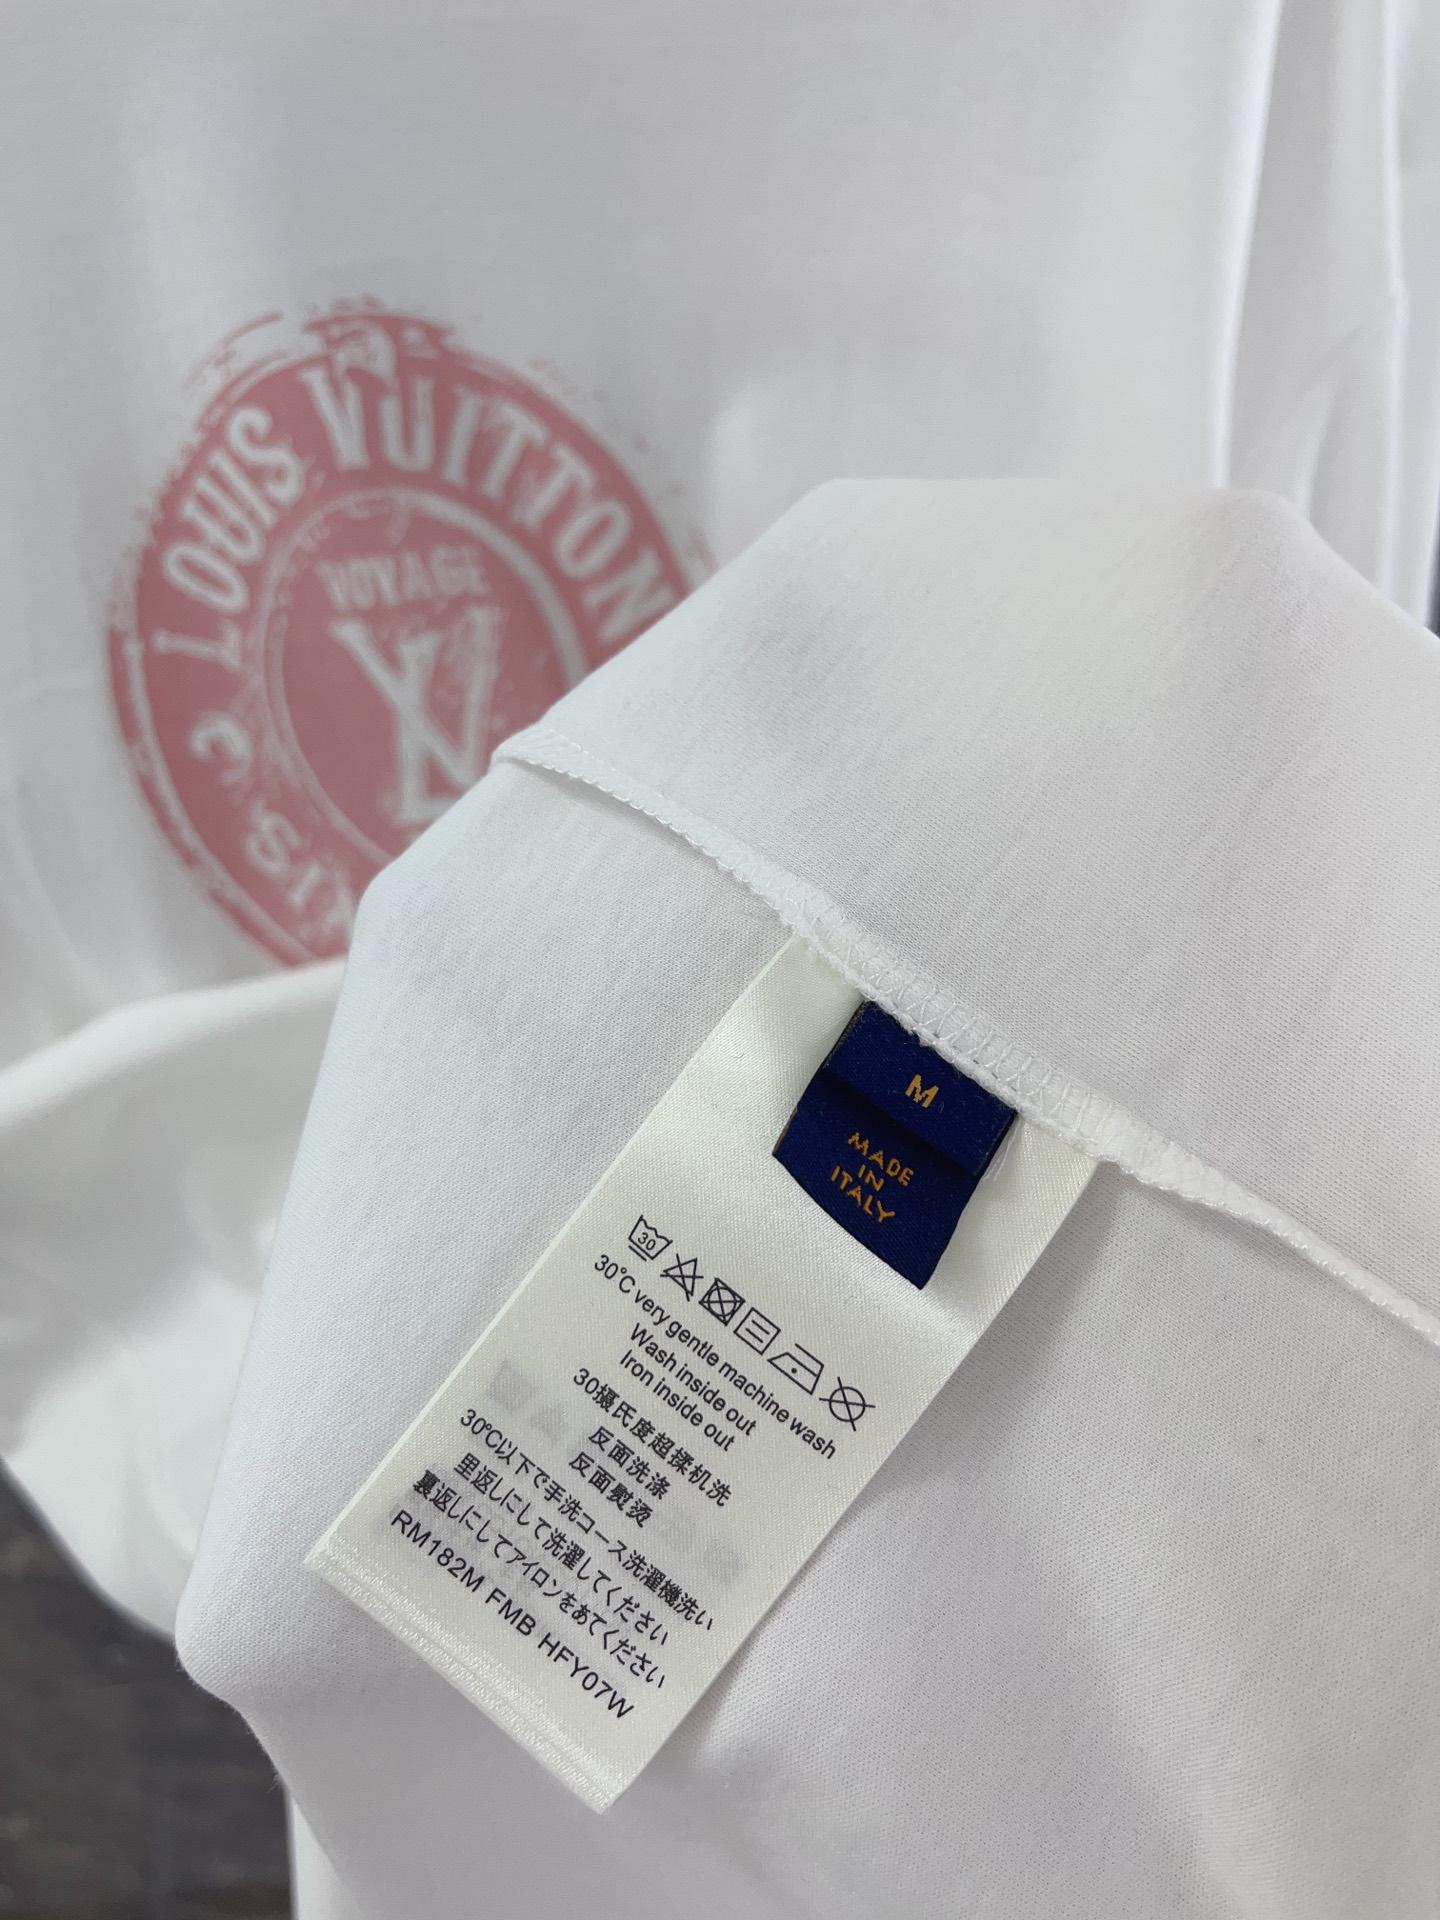 LOUIS VUITTON
VOYAGE
M
MADE
IN
ITALY
30
30°C very gentle machine wash
Wash inside out
Iron inside out
30摄氏度超揉机洗
反面洗涤
反面熨烫
30℃以下で手洗コース洗濯機洗い
里返しにして洗濯してください
裏返しにしてアイロンをあてください
RM182M FMB HFY07W